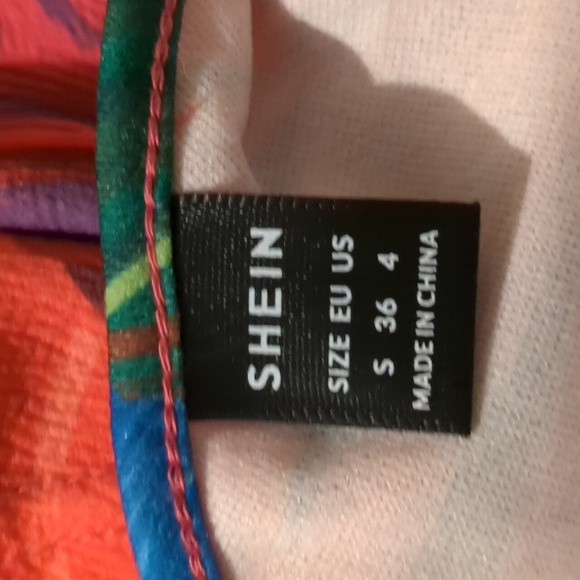 SHEIN
SIZE EU US
S 36 4
MADE IN CHINA